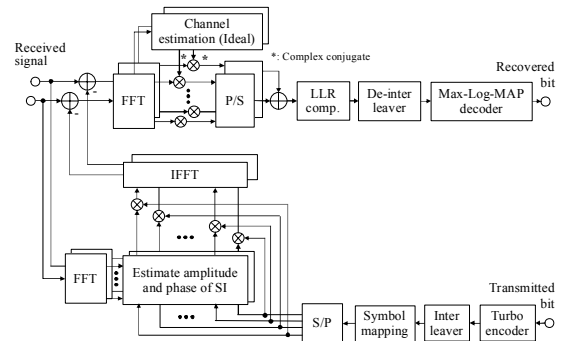 Received
signal
Channel
estimation (Ideal)
*
*
*: Complex conjugate
Recovered
bit
-
-
FFT
P/S
LLR
comp.
De-inter
leaver
Max-Log-MAP
decoder
IFFT
FFT
Estimate amplitude
and phase of SI
S/P
Symbol
mapping
Inter
leaver
Turbo
encoder
Transmitted
bit